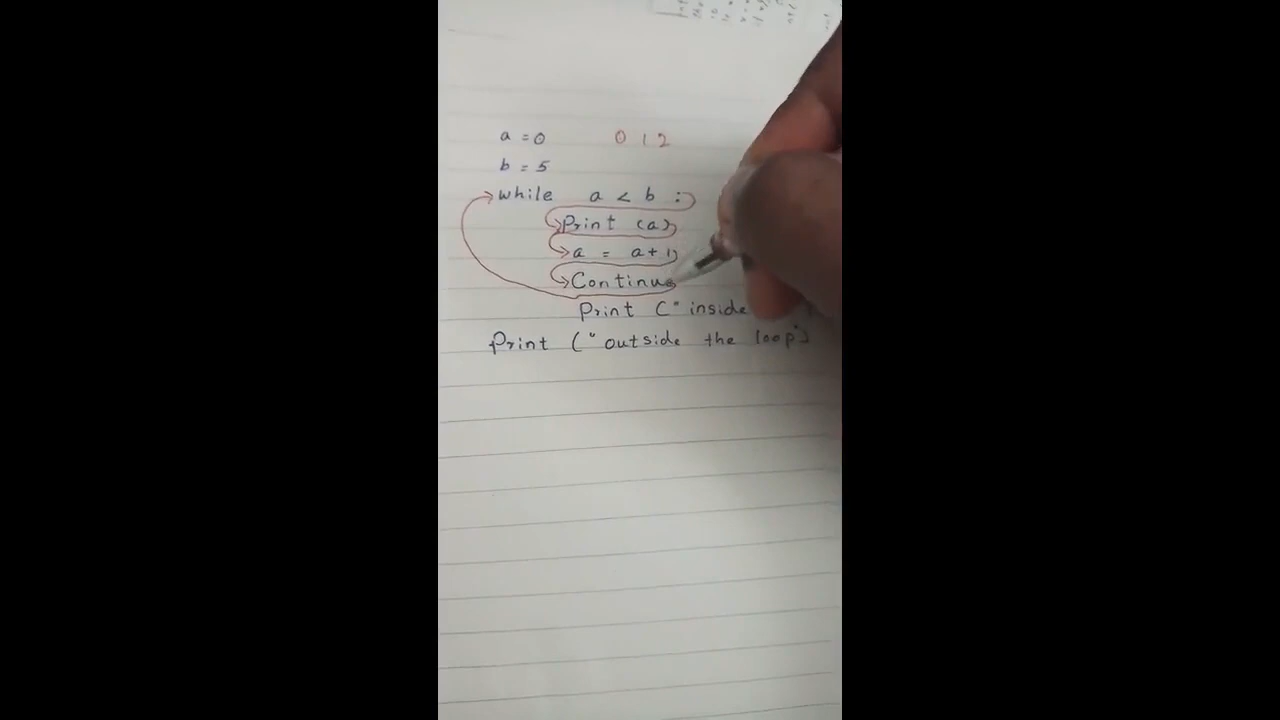 a = 0 0 1 2
b = 5
while a < b :
Print (a)
a = a + 1
Continue
Print (" inside
Print (" outside the loop")